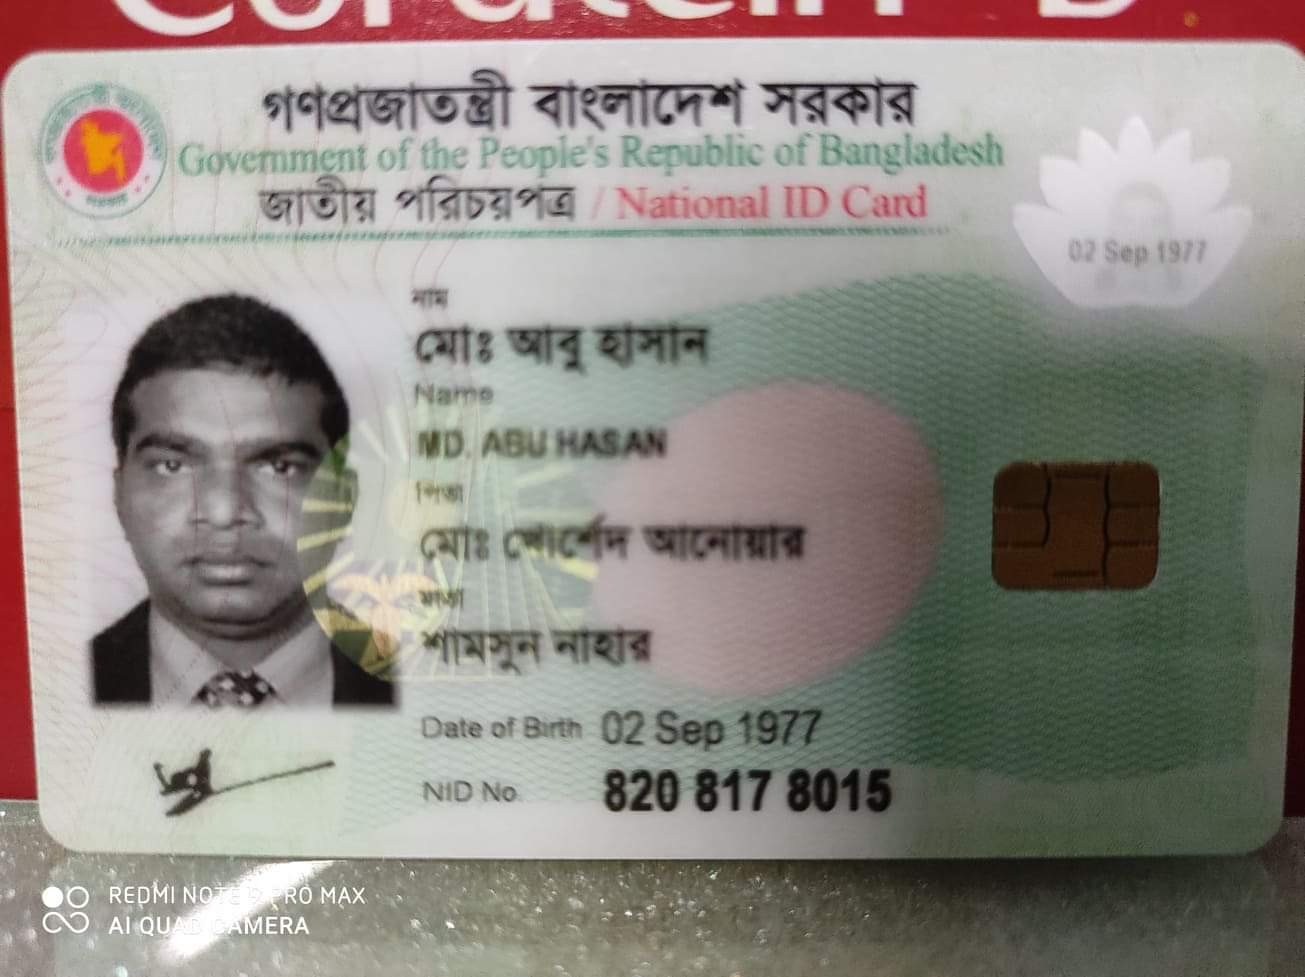 গণপ্রজাতন্ত্রী বাংলাদেশ সরকার
Government of the People's Republic of Bangladesh
জাতীয় পরিচয়পত্র / National ID Card
02 Sep 1977
নাম
মোঃ আবু হাসান
Name
MD. ABU HASAN
পিতা
মোঃ খোর্শেদ আনোয়ার
মাতা
শামসুন নাহার
Date of Birth 02 Sep 1977
NID No. 820 817 8015
REDMI NOTE 9 PRO MAX
AI QUAD CAMERA